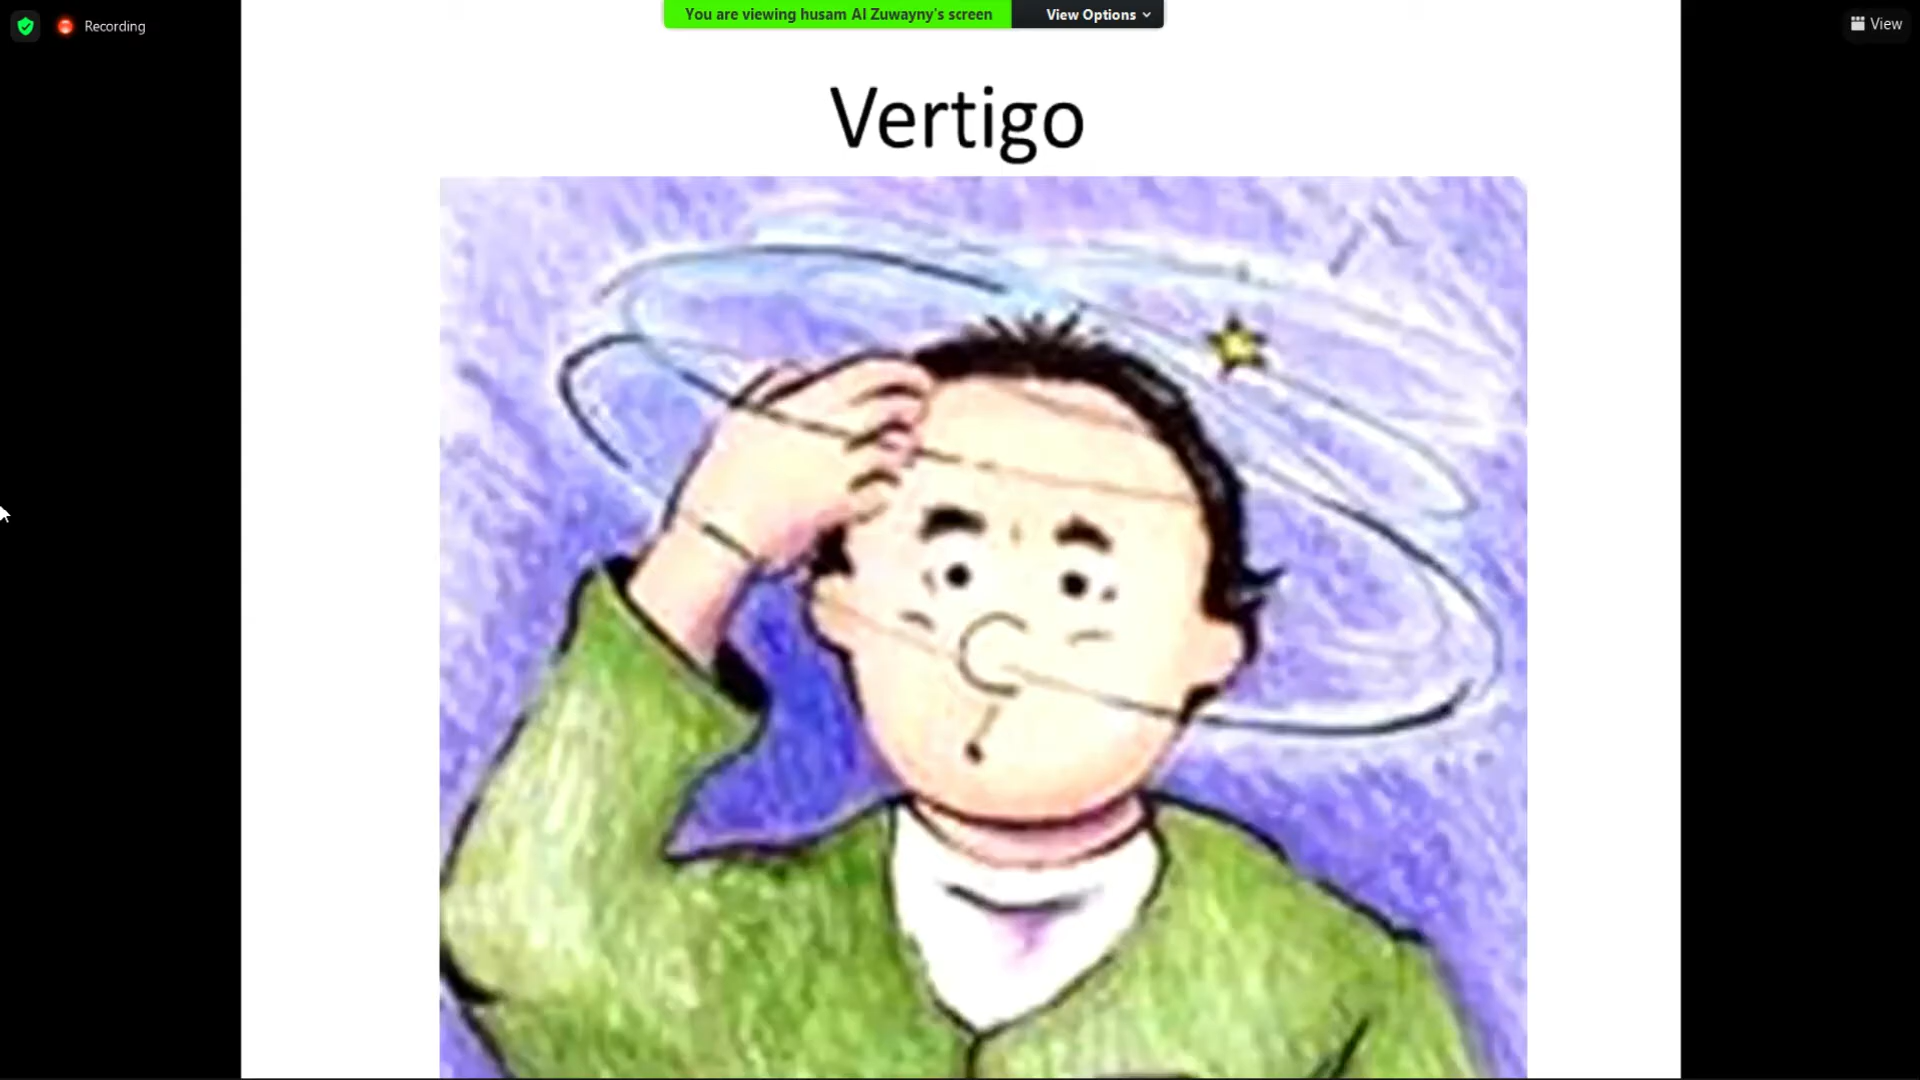 You are viewing husam Al Zuwayny's screen
View Options
Recording
View
Vertigo